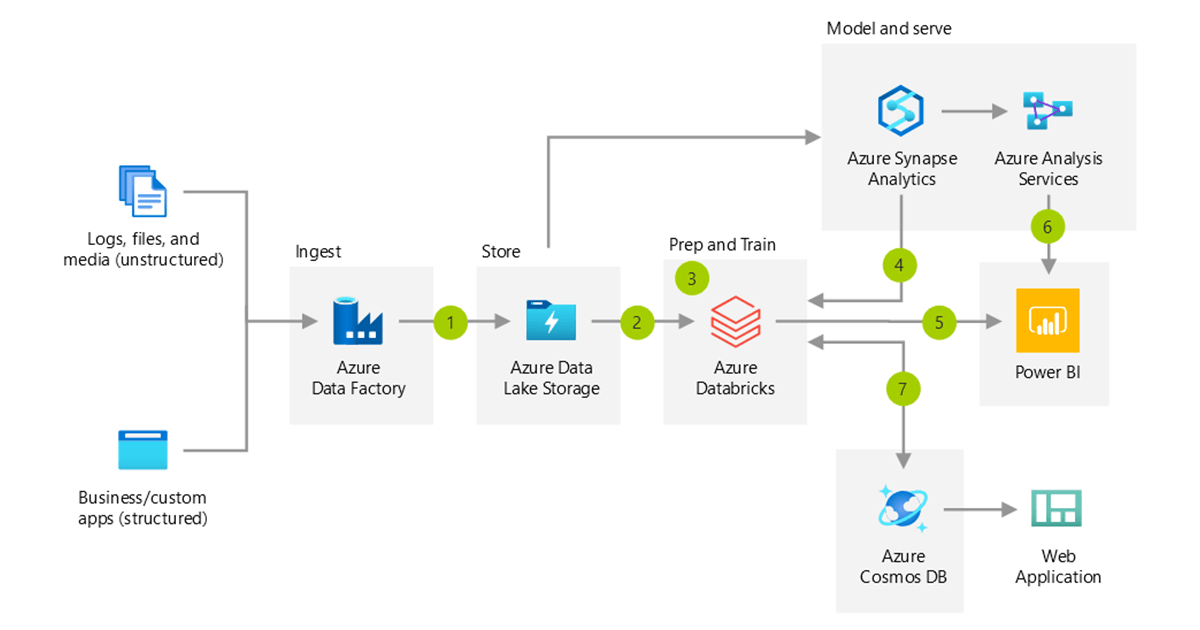 Model and serve
Azure Synapse
Analytics
Azure Analysis
Services
Logs, files, and
media (unstructured)
Ingest
Store
Prep and Train
3
4
6
1
2
5
Azure
Data Factory
Azure Data
Lake Storage
Azure
Databricks
Power BI
7
Business/custom
apps (structured)
Azure
Cosmos DB
Web
Application